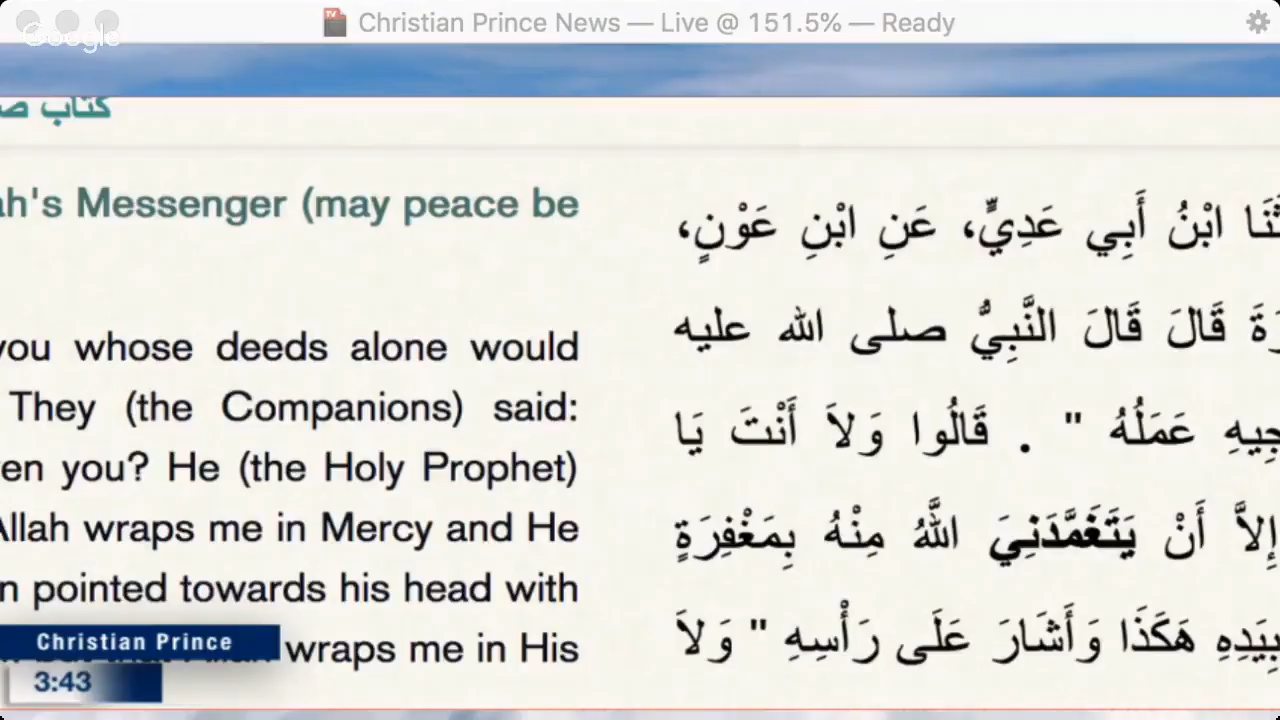 Google
Christian Prince News — Live @ 151.5% — Ready
كتاب
ah's Messenger (may peace be
you whose deeds alone would
They (the Companions) said:
en you? He (the Holy Prophet)
Allah wraps me in Mercy and He
n pointed towards his head with
wraps me in His
ثَنَا ابْنُ أَبِي عَدِيٍّ، عَنِ ابْنِ عَوْنٍ،
رَةَ قَالَ قَالَ النَّبِيُّ صلى الله عليه
جِيهِ عَمَلُهُ " . قَالُوا وَلاَ أَنْتَ يَا
إِلاَّ أَنْ يَتَغَمَّدَنِيَ اللَّهُ مِنْهُ بِمَغْفِرَةٍ
بِيَدِهِ هَكَذَا وَأَشَارَ عَلَى رَأْسِهِ " وَلاَ
Christian Prince
3:43